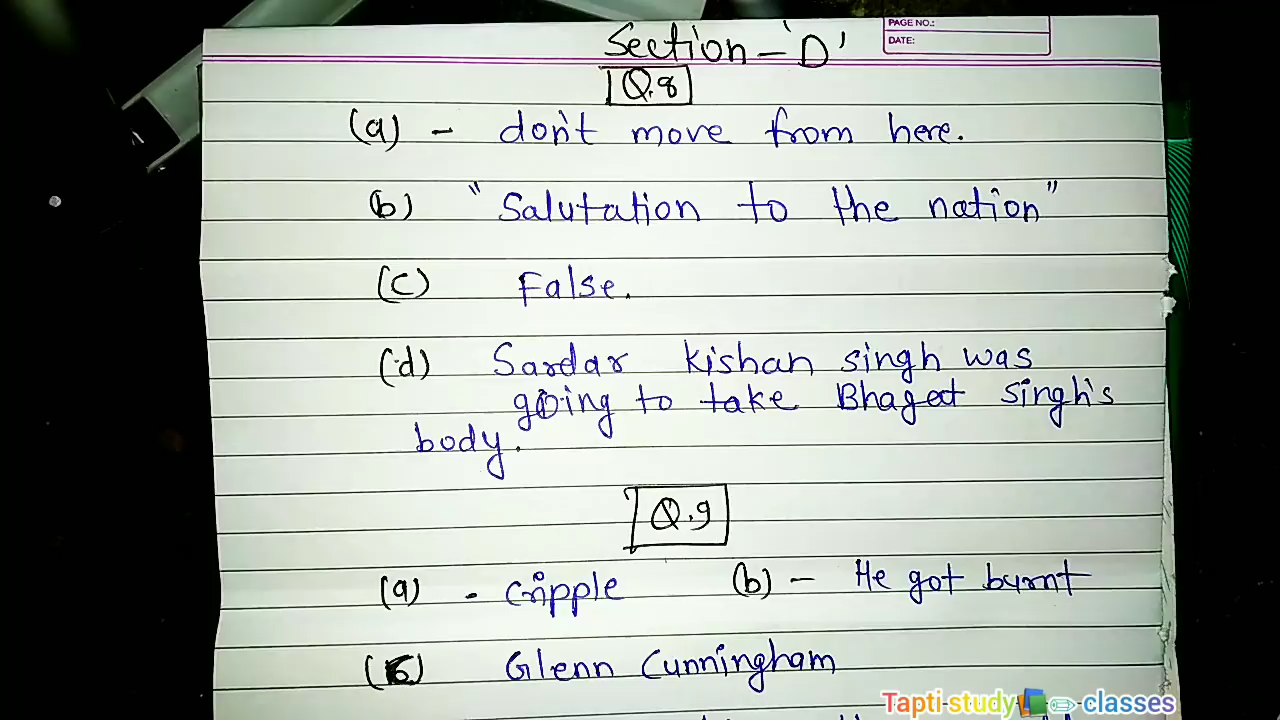 PAGE NO.:
DATE:
Section - 'D'
Q.8
(a) - don't move from here.
(b) "Salutation to the nation"
(c) False.
(d) Sardar Kishan singh was
going to take Bhagat Singh's
body.
Q.9
(a) - Cripple (b) - He got burnt
(c) Glenn Cunningham
Tapti study classes